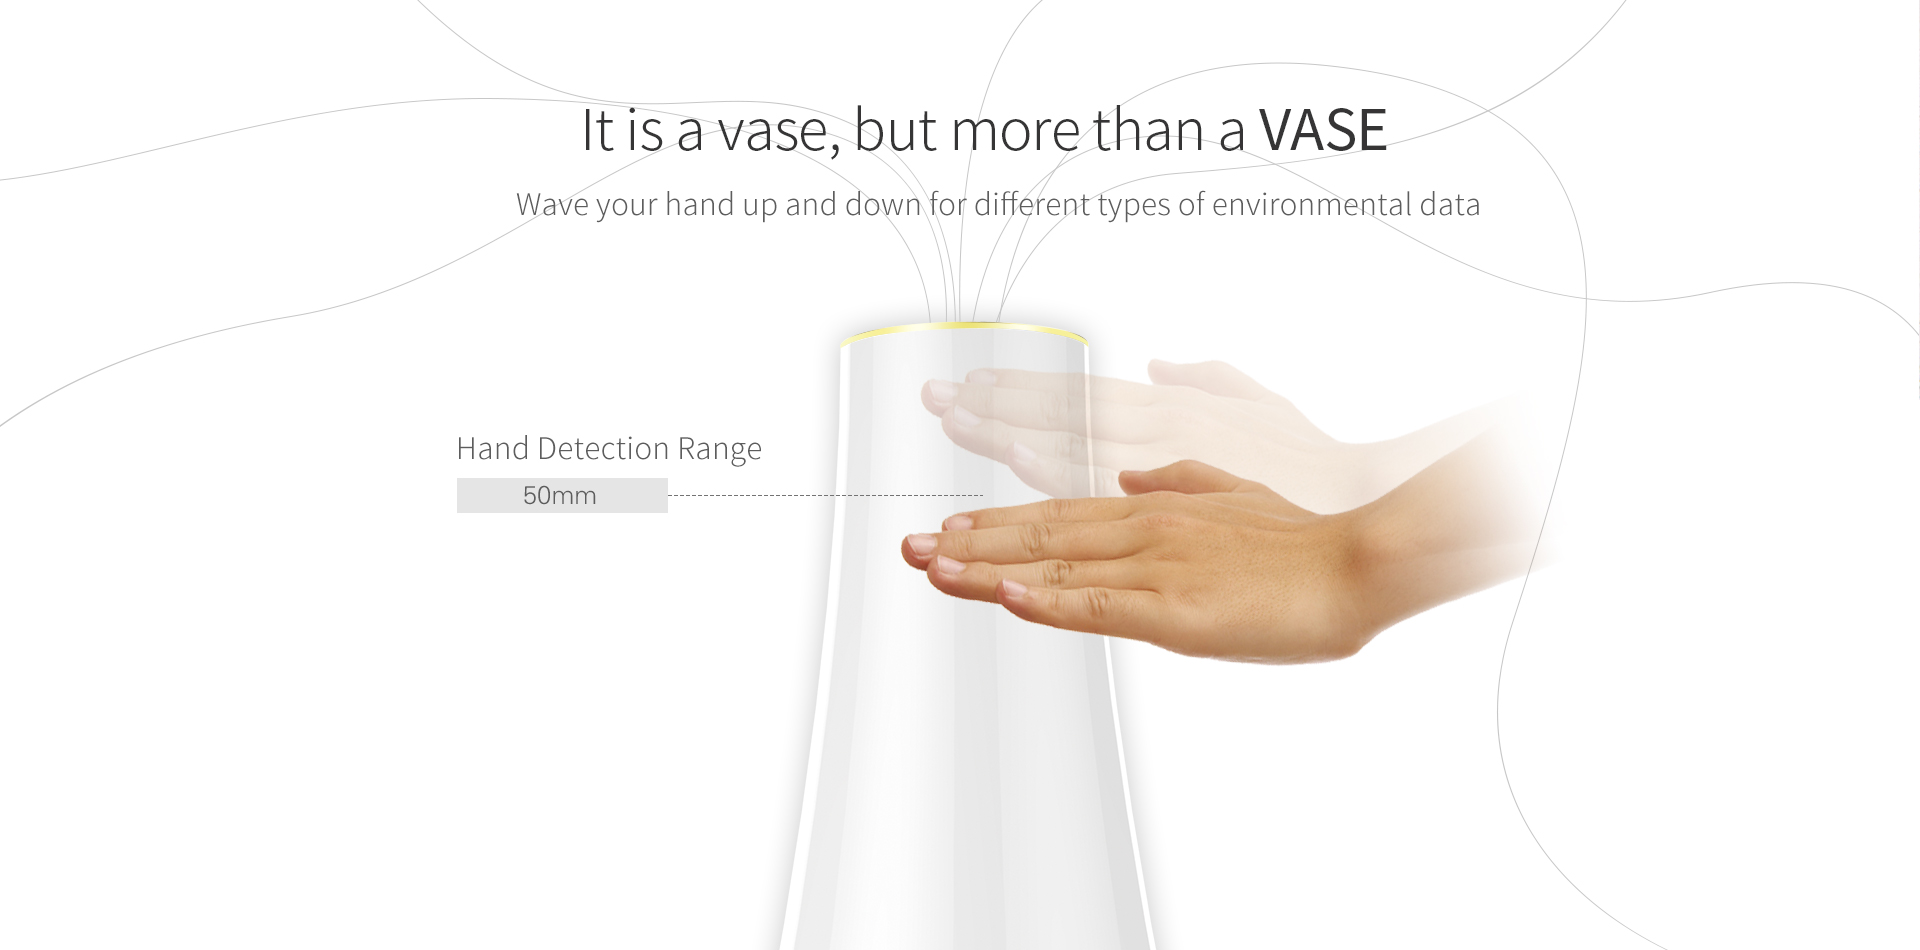 It is a vase, but more than a VASE
Wave your hand up and down for different types of environmental data
Hand Detection Range
50mm